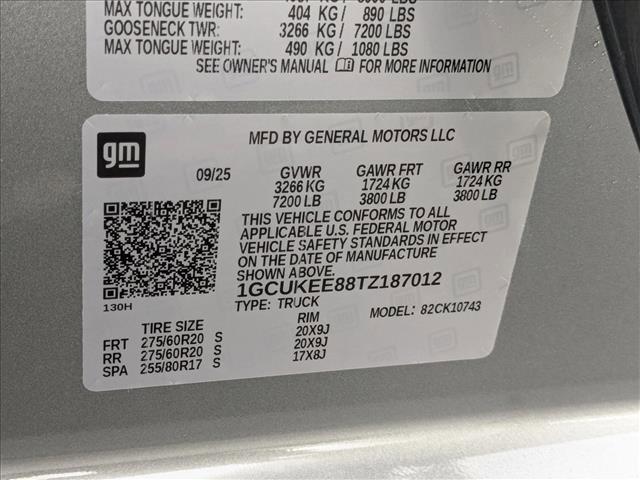 MAX TONGUE WEIGHT: 404 KG/ 890 LBS
GOOSENECK TWR: 3266 KG/ 7200 LBS
MAX TONGUE WEIGHT: 490 KG/ 1080 LBS
SEE OWNER'S MANUAL FOR MORE INFORMATION
gm
MFD BY GENERAL MOTORS LLC
09/25 GVWR GAWR FRT GAWR RR
3266 KG 1724 KG 1724 KG
7200 LB 3800 LB 3800 LB
THIS VEHICLE CONFORMS TO ALL
APPLICABLE U.S. FEDERAL MOTOR
VEHICLE SAFETY STANDARDS IN EFFECT
ON THE DATE OF MANUFACTURE
SHOWN ABOVE.
1GCUKEE88TZ187012
130H
TYPE: TRUCK MODEL: 82CK10743
TIRE SIZE RIM
FRT 275/60R20 S 20X9J
RR 275/60R20 S 20X9J
SPA 255/80R17 S 17X8J